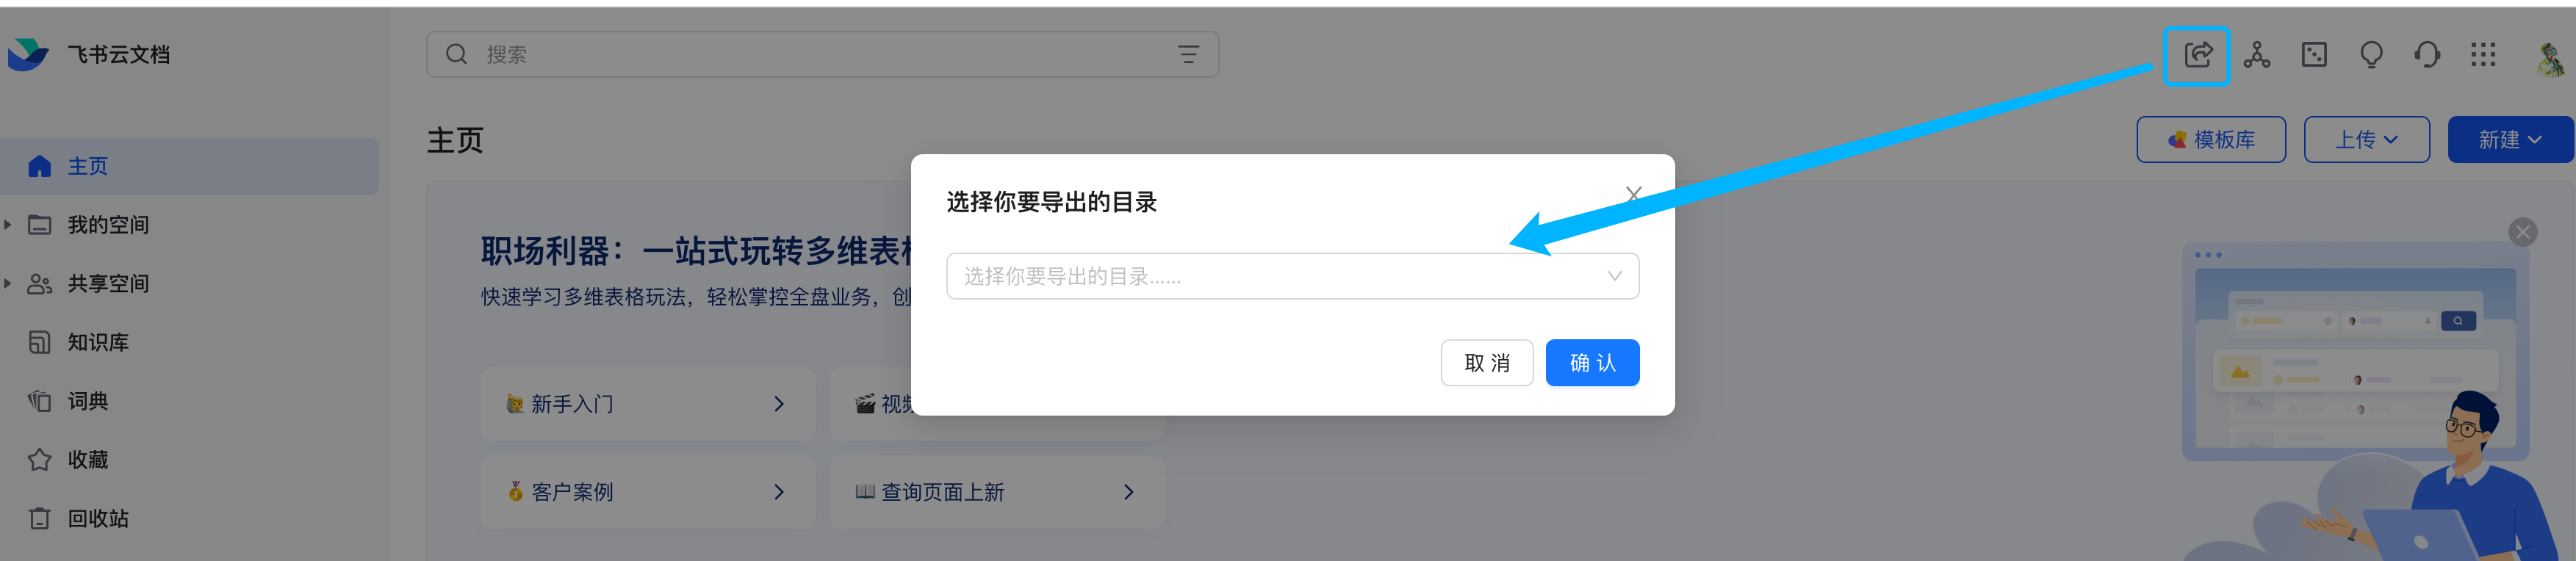 飞书云文档
搜索
主页
我的空间
共享空间
知识库
词典
收藏
回收站
主页
模板库
上传
新建
职场利器：一站式玩转多维表
快速学习多维表格玩法，轻松掌控全盘业务，创
新手入门
视
客户案例
查询页面上新
选择你要导出的目录
选择你要导出的目录......
取 消
确 认